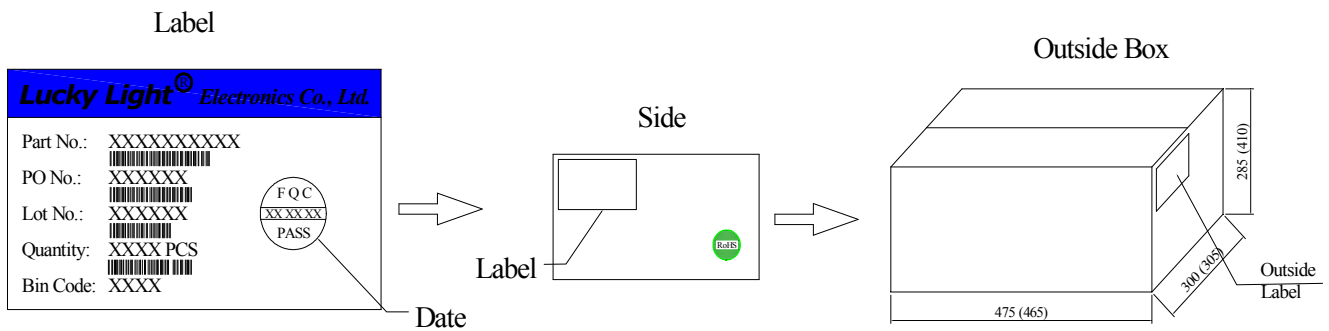 Label
Lucky Light® Electronics Co., Ltd.
Part No.: XXXXXXXXXX
PO No.: XXXXXX
Lot No.: XXXXXX
Quantity: XXXX PCS
Bin Code: XXXX
F Q C
XX XX XX
PASS
Date
Side
RoHS
Label
Outside Box
285 (410)
300 (305)
475 (465)
Outside
Label